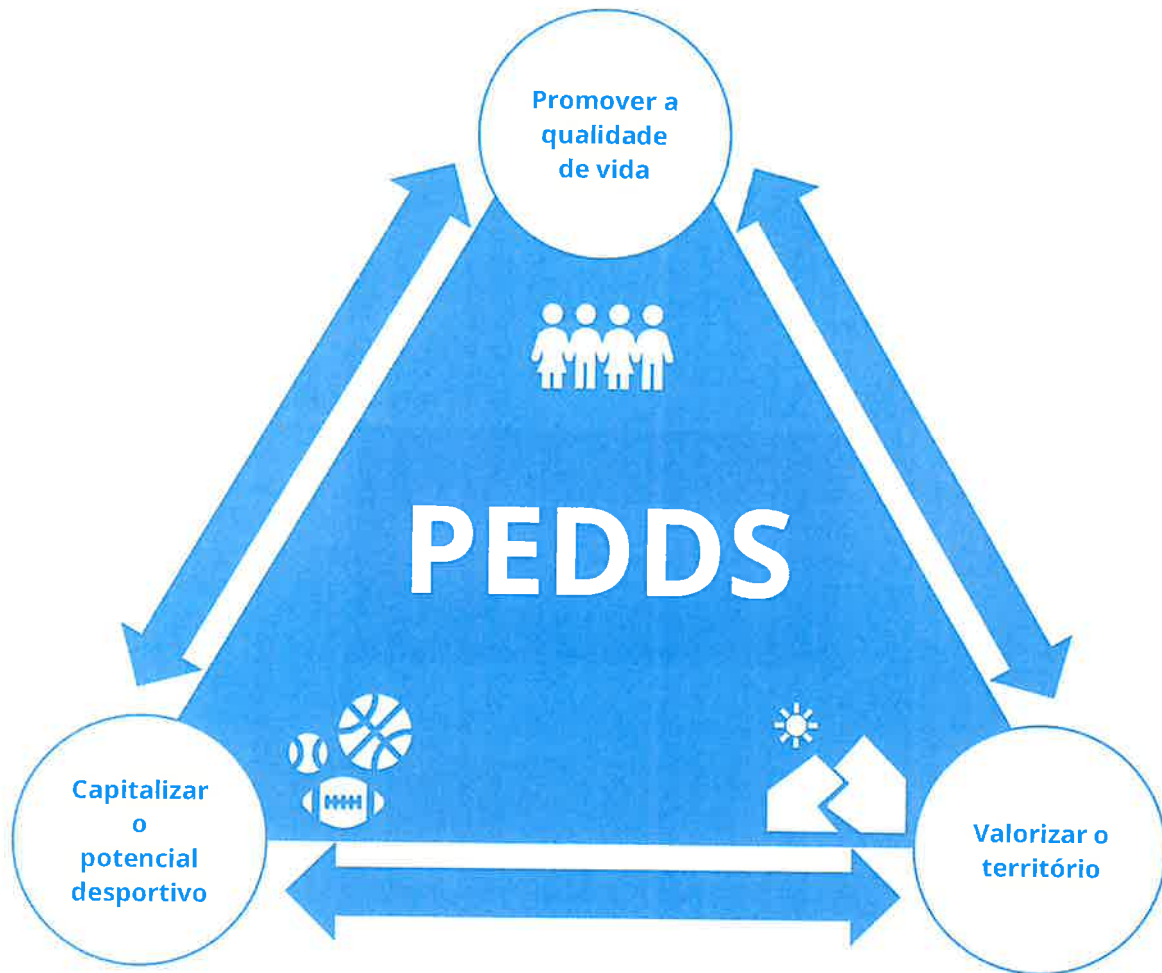 Promover a
qualidade
de vida
PEDDS
Capitalizar
o
potencial
desportivo
Valorizar o
território